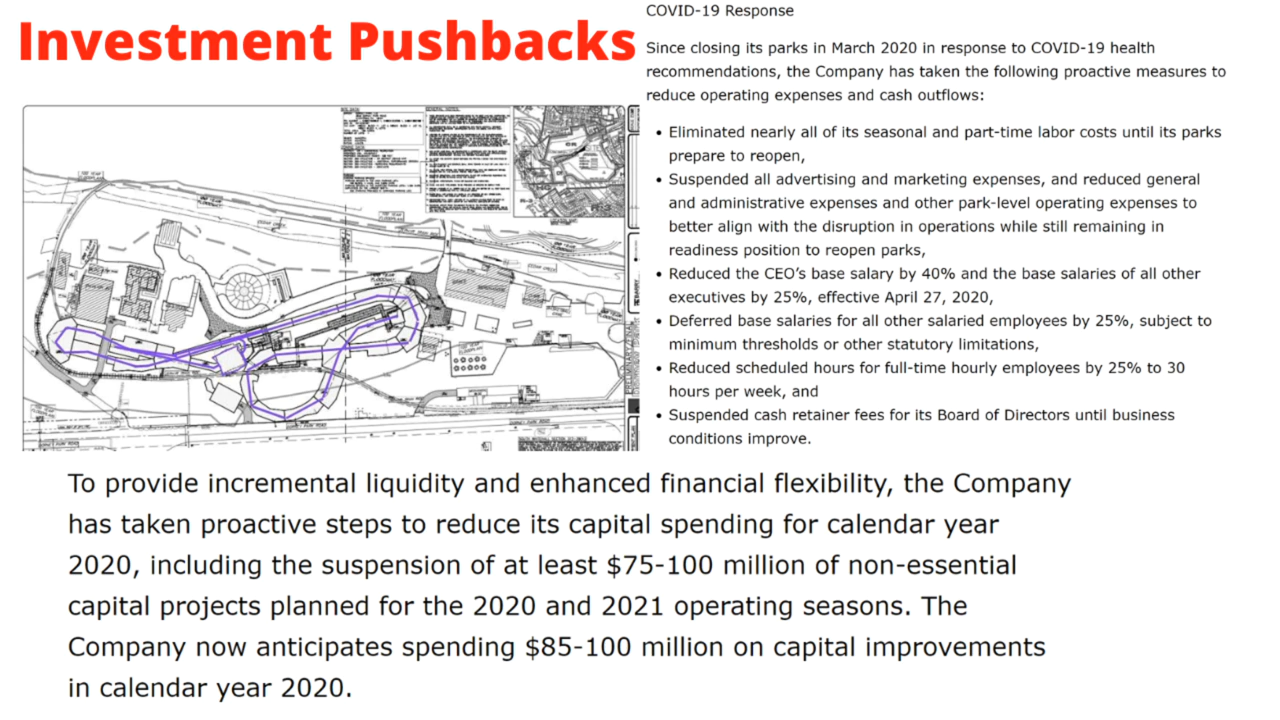 Investment Pushbacks
COVID-19 Response
Since closing its parks in March 2020 in response to COVID-19 health
recommendations, the Company has taken the following proactive measures to
reduce operating expenses and cash outflows:
• Eliminated nearly all of its seasonal and part-time labor costs until its parks
prepare to reopen,
• Suspended all advertising and marketing expenses, and reduced general
and administrative expenses and other park-level operating expenses to
better align with the disruption in operations while still remaining in
readiness position to reopen parks,
• Reduced the CEO’s base salary by 40% and the base salaries of all other
executives by 25%, effective April 27, 2020,
• Deferred base salaries for all other salaried employees by 25%, subject to
minimum thresholds or other statutory limitations,
• Reduced scheduled hours for full-time hourly employees by 25% to 30
hours per week, and
• Suspended cash retainer fees for its Board of Directors until business
conditions improve.
To provide incremental liquidity and enhanced financial flexibility, the Company
has taken proactive steps to reduce its capital spending for calendar year
2020, including the suspension of at least $75-100 million of non-essential
capital projects planned for the 2020 and 2021 operating seasons. The
Company now anticipates spending $85-100 million on capital improvements
in calendar year 2020.